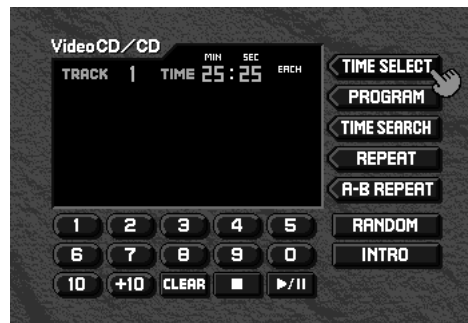 VideoCD/CD
MIN SEC
TRACK 1 TIME 25:25 EACH
TIME SELECT
PROGRAM
TIME SEARCH
REPEAT
A-B REPEAT
1 2 3 4 5 RANDOM
6 7 8 9 0 INTRO
10 +10 CLEAR ■ ▶/II